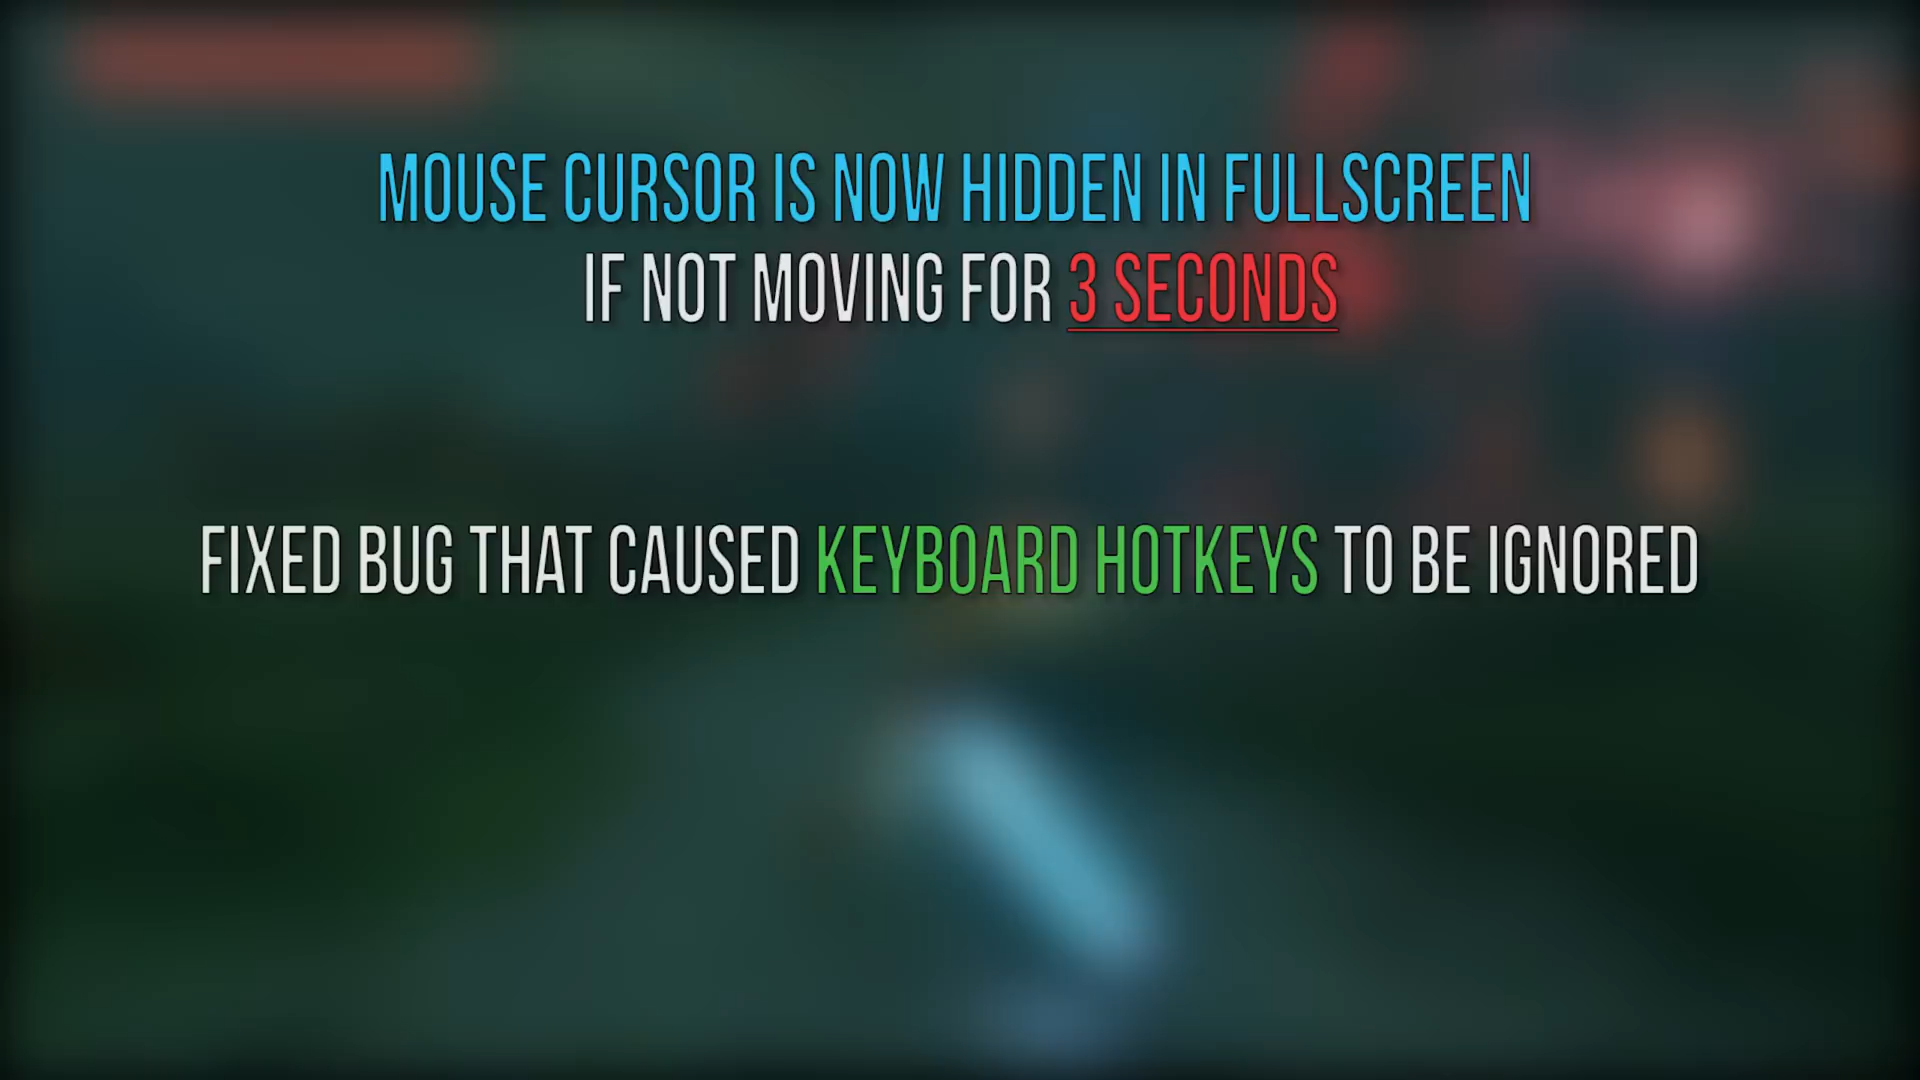 MOUSE CURSOR IS NOW HIDDEN IN FULLSCREEN
IF NOT MOVING FOR 3 SECONDS
FIXED BUG THAT CAUSED KEYBOARD HOTKEYS TO BE IGNORED